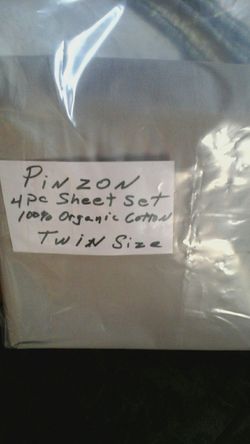 PiNZON
4pc Sheet Set
100% Organic Cotton
Twin Size